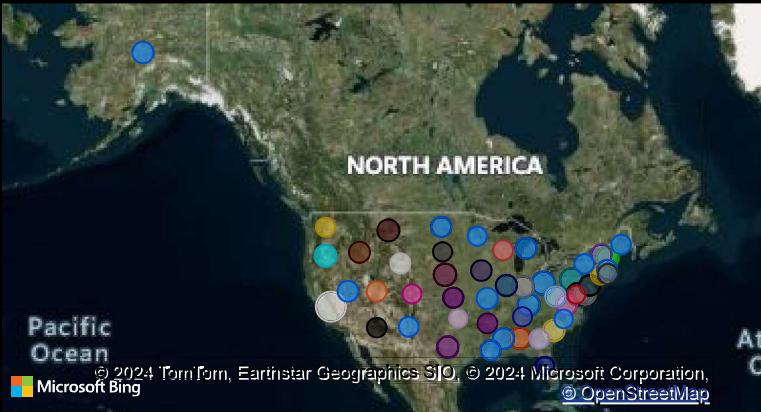 NORTH AMERICA
Pacific
Ocean
At
© 2024 TomTom, Earthstar Geographics SIO, © 2024 Microsoft Corporation,
Microsoft Bing
© OpenStreetMap